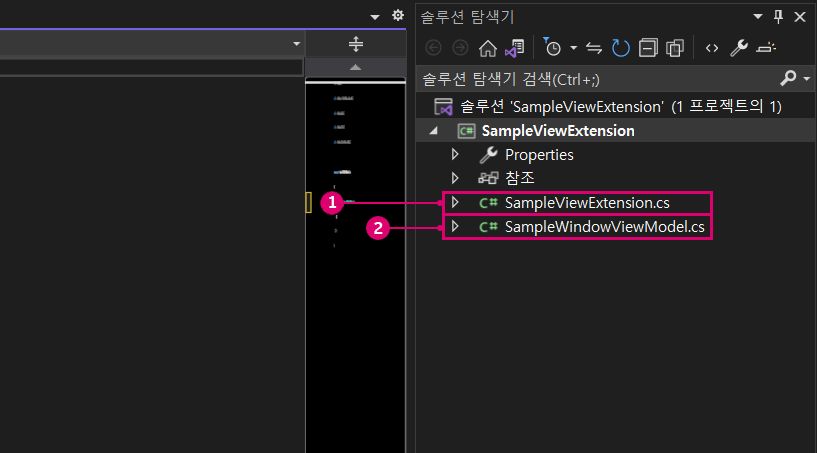 솔루션 탐색기
솔루션 탐색기 검색(Ctrl+;)
솔루션 'SampleViewExtension' (1 프로젝트의 1)
C# SampleViewExtension
Properties
참조
1 C# SampleViewExtension.cs
2 C# SampleWindowViewModel.cs